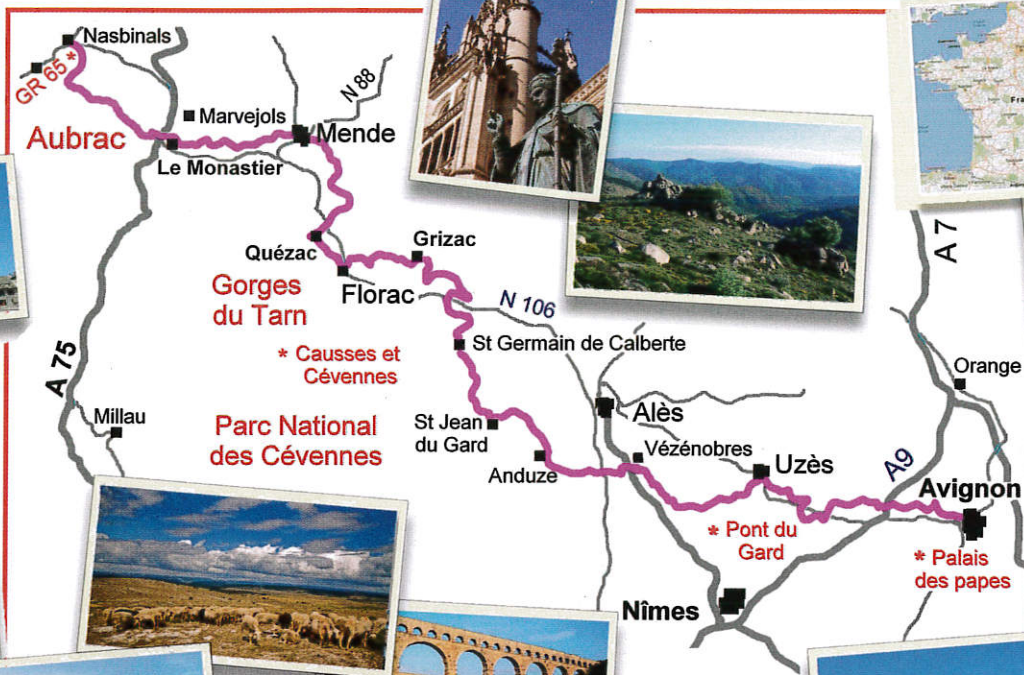 Nasbinals
GR 65 *
N 88
Marvejols
Mende
Aubrac
Le Monastier
A 7
Quézac
Grizac
Gorges
du Tarn
Florac
N 106
* Causses et
Cévennes
St Germain de Calberte
A 75
Orange
Millau
Alès
Parc National
des Cévennes
St Jean
du Gard
Vézénobres
Anduze
Uzès
A9
Avignon
* Pont du
Gard
* Palais
des papes
Nîmes
Fran